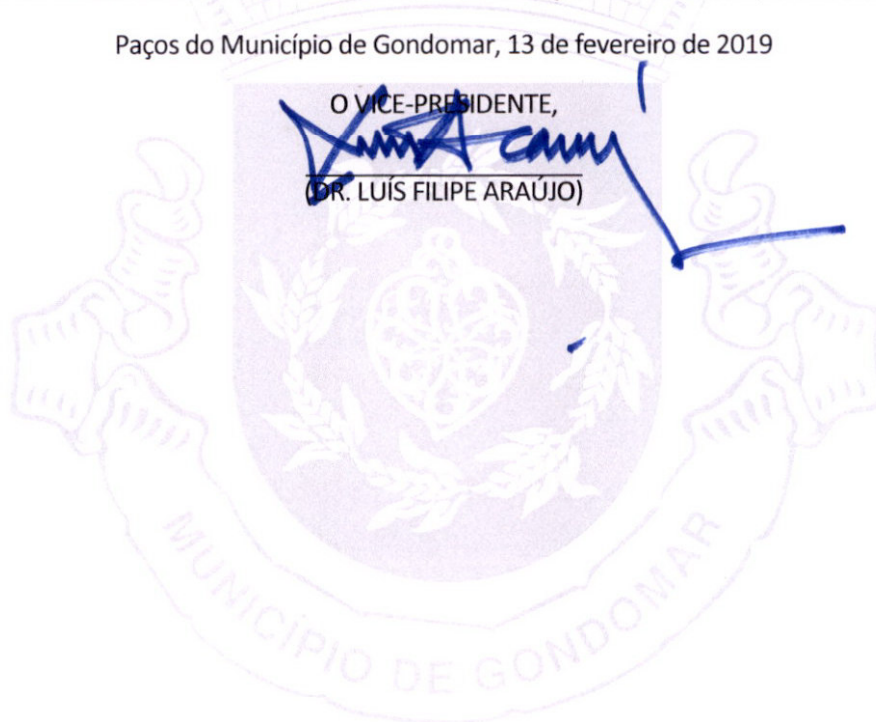 Paços do Município de Gondomar, 13 de fevereiro de 2019
O VICE-PRESIDENTE,
(DR. LUÍS FILIPE ARAÚJO)
MUNICÍPIO DE GONDOMAR